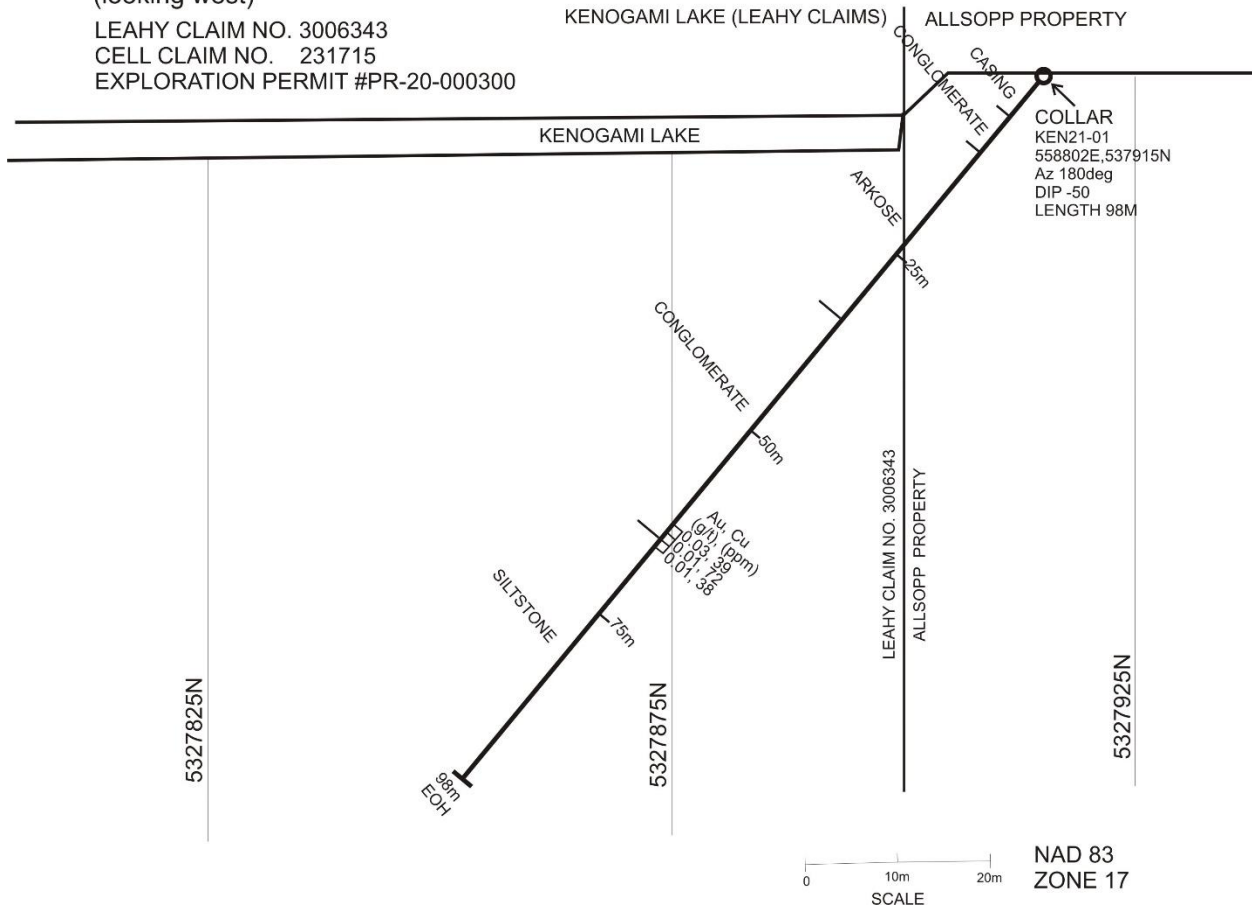 (looking west)
LEAHY CLAIM NO. 3006343
CELL CLAIM NO. 231715
EXPLORATION PERMIT #PR-20-000300
KENOGAMI LAKE (LEAHY CLAIMS)
ALLSOPP PROPERTY
CASING
CONGLOMERATE
COLLAR
KEN21-01
558802E,537915N
Az 180deg
DIP -50
LENGTH 98M
KENOGAMI LAKE
ARKOSE
25m
CONGLOMERATE
50m
Au, Cu
(g/t), (ppm)
0.03, 39
0.01, 72
0.01, 38
SILTSTONE
75m
98m
EOH
LEAHY CLAIM NO. 3006343
ALLSOPP PROPERTY
5327825N
5327875N
5327925N
0 10m 20m
SCALE
NAD 83
ZONE 17